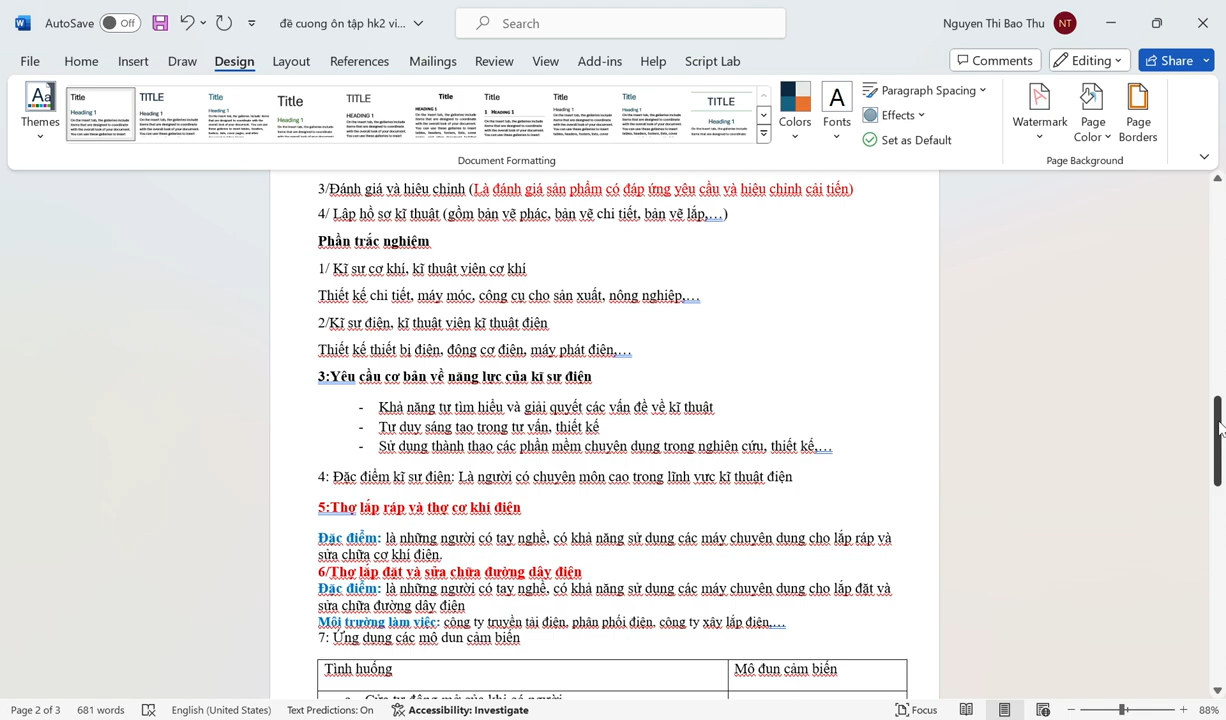 AutoSave Off đề cuong ôn tập hk2 vi... Search Nguyen Thi Bao Thu NT
File Home Insert Draw Design Layout References Mailings Review View Add-ins Help Script Lab Comments Editing Share
Themes Colors Fonts Paragraph Spacing Effects Set as Default Watermark Page Color Page Borders
Document Formatting Page Background
3/Đánh giá và hiệu chỉnh (Là đánh giá sản phẩm có đáp ứng yêu cầu và hiệu chỉnh cải tiến)
4/ Lập hồ sơ kĩ thuật (gồm bản vẽ phác, bản vẽ chi tiết, bản vẽ lắp,…)
Phần trắc nghiệm
1/ Kĩ sư cơ khí, kĩ thuật viên cơ khí
Thiết kế chi tiết, máy móc, công cụ cho sản xuất, nông nghiệp,…
2/Kĩ sư điện, kĩ thuật viên kĩ thuật điện
Thiết kế thiết bị điện, động cơ điện, máy phát điện,…
3:Yêu cầu cơ bản về năng lực của kĩ sư điện
- Khả năng tự tìm hiểu và giải quyết các vấn đề về kĩ thuật
- Tư duy sáng tạo trong tư vấn, thiết kế
- Sử dụng thành thạo các phần mềm chuyên dụng trong nghiên cứu, thiết kế,…
4: Đặc điểm kĩ sư điện: Là người có chuyên môn cao trong lĩnh vực kĩ thuật điện
5:Thợ lắp ráp và thợ cơ khí điện
Đặc điểm: là những người có tay nghề, có khả năng sử dụng các máy chuyên dụng cho lắp ráp và
sửa chữa cơ khí điện.
6/Thợ lắp đặt và sửa chữa đường dây điện
Đặc điểm: là những người có tay nghề, có khả năng sử dụng các máy chuyên dụng cho lắp đặt và
sửa chữa đường dây điện
Môi trường làm việc: công ty truyền tải điện, phân phối điện, công ty xây lắp điện,…
7: Ứng dụng các mô dun cảm biến
Tình huống Mô đun cảm biến
Cửa tự động mở của khi có người
Page 2 of 3 681 words English (United States) Text Predictions: On Accessibility: Investigate Focus 88%